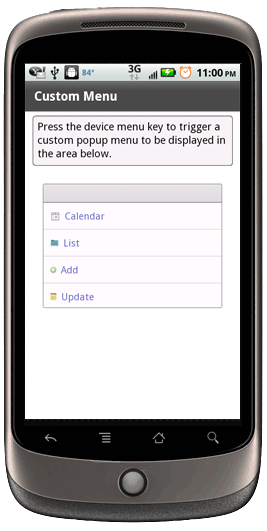 84° 3G 11:00 PM
Custom Menu
Press the device menu key to trigger a
custom popup menu to be displayed in
the area below.
Calendar
List
Add
Update